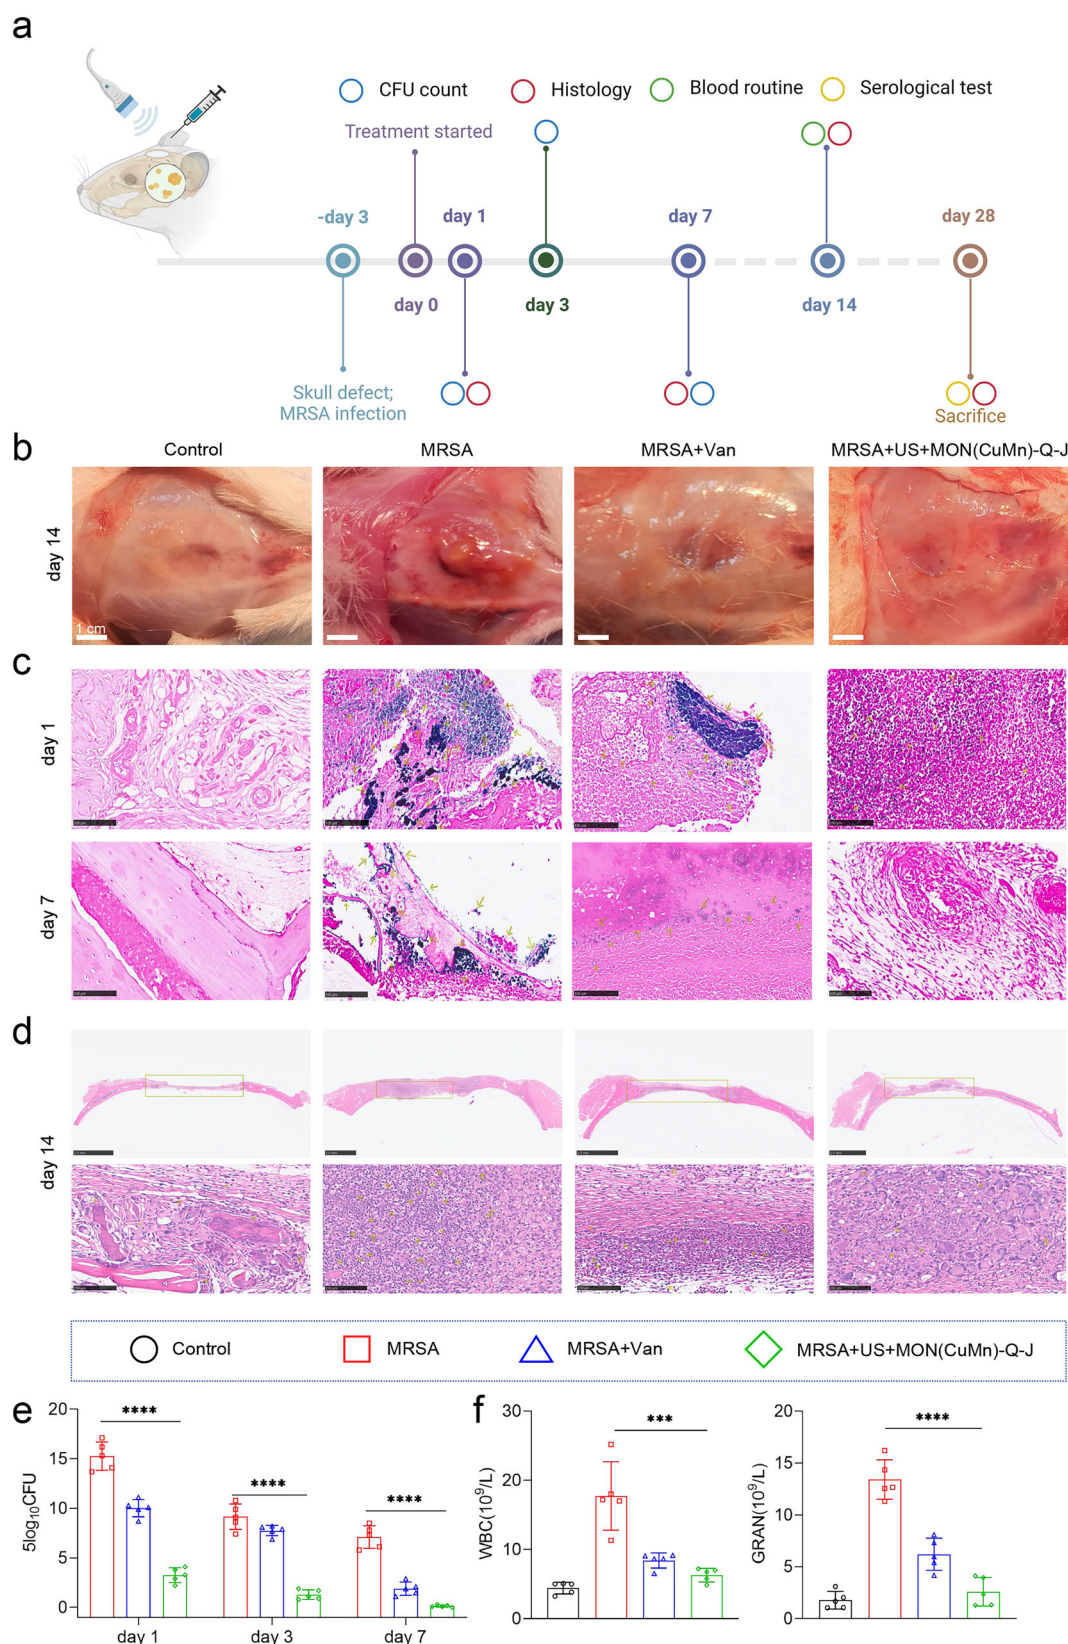 a
CFU count
Histology
Blood routine
Serological test
Treatment started
-day 3
day 1
day 7
day 28
day 0
day 3
day 14
Skull defect;
MRSA infection
Sacrifice
b
Control
MRSA
MRSA+Van
MRSA+US+MON(CuMn)-Q-J
day 14
1 cm
c
day 1
day 7
d
day 14
Control
MRSA
MRSA+Van
MRSA+US+MON(CuMn)-Q-J
e
5log10CFU
20
15
10
5
0
****
****
****
day 1
day 3
day 7
f
WBC(10⁹/L)
30
20
10
0
***
GRAN(10⁹/L)
20
15
10
5
0
****